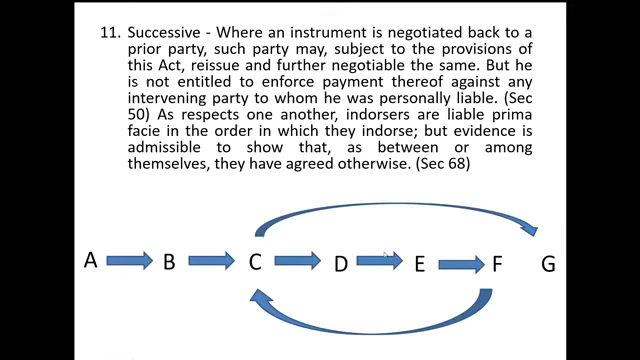 11. Successive - Where an instrument is negotiated back to a
prior party, such party may, subject to the provisions of
this Act, reissue and further negotiable the same. But he
is not entitled to enforce payment thereof against any
intervening party to whom he was personally liable. (Sec
50) As respects one another, indorsers are liable prima
facie in the order in which they indorse; but evidence is
admissible to show that, as between or among
themselves, they have agreed otherwise. (Sec 68)
A B C D E F G